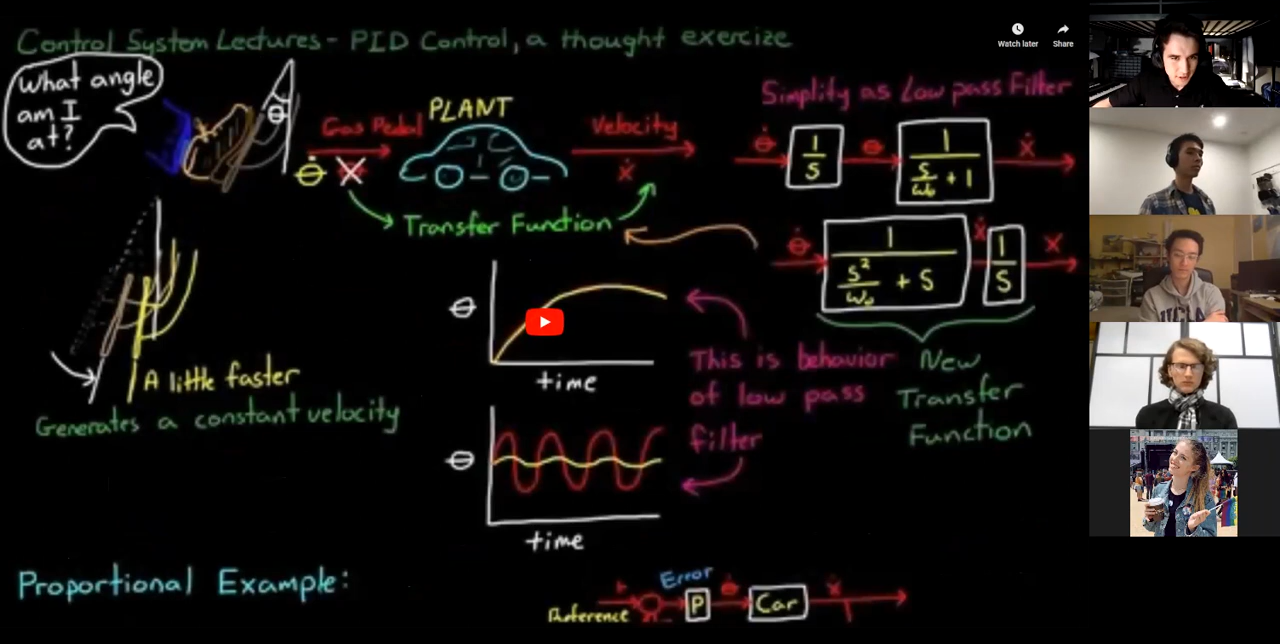 Control System Lectures - PID Control, a thought exercize
Watch later
Share
What angle
am I
at?
θ
Gas Pedal
θ̇ X
PLANT
Velocity
ẋ
Transfer Function
Simplify as Low pass Filter
θ̇ 1/S θ 1/(S/ω₀ + 1) ẋ
θ̇ 1/(S²/ω₀ + S) ẋ 1/S X
New
Transfer
Function
θ
time
This is behavior
of low pass
filter
θ
time
A little faster
Generates a constant velocity
Proportional Example:
Error
P
Car
UCLA